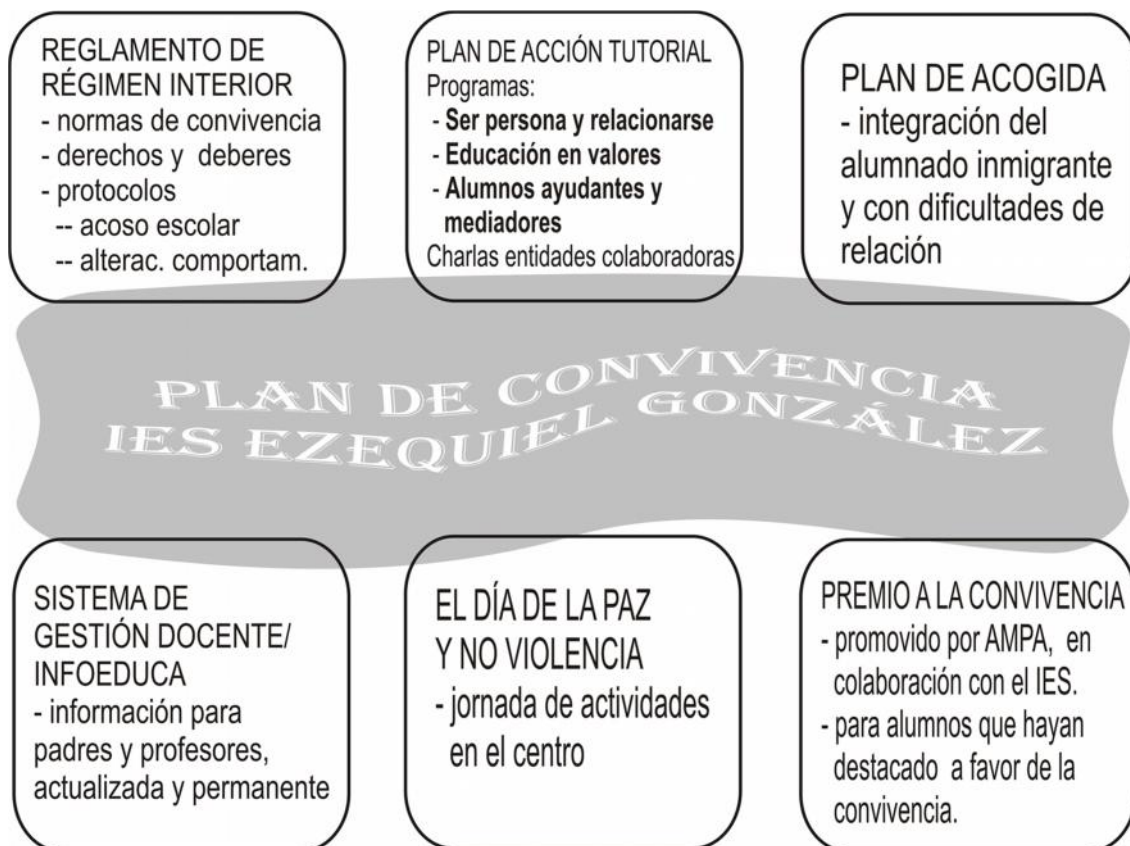 REGLAMENTO DE
RÉGIMEN INTERIOR
- normas de convivencia
- derechos y deberes
- protocolos
-- acoso escolar
-- alterac. comportam.
PLAN DE ACCIÓN TUTORIAL
Programas:
- Ser persona y relacionarse
- Educación en valores
- Alumnos ayudantes y
mediadores
Charlas entidades colaboradoras
PLAN DE ACOGIDA
- integración del
alumnado inmigrante
y con dificultades de
relación
PLAN DE CONVIVENCIA
IES EZEQUIEL GONZÁLEZ
SISTEMA DE
GESTIÓN DOCENTE/
INFOEDUCA
- información para
padres y profesores,
actualizada y permanente
EL DÍA DE LA PAZ
Y NO VIOLENCIA
- jornada de actividades
en el centro
PREMIO A LA CONVIVENCIA
- promovido por AMPA, en
colaboración con el IES.
- para alumnos que hayan
destacado a favor de la
convivencia.